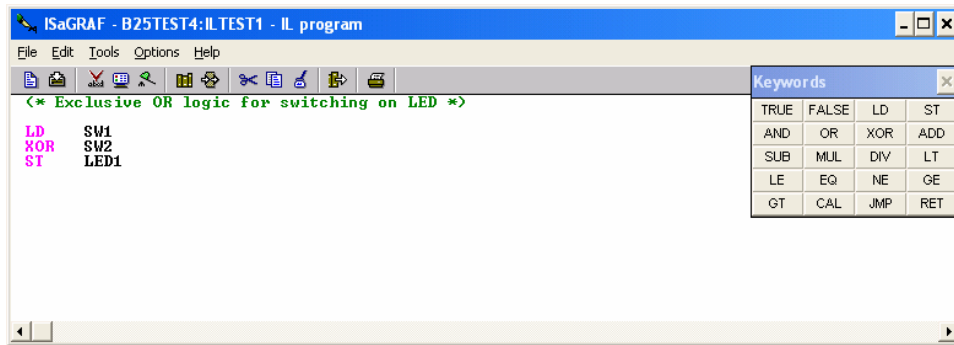 ISaGRAF - B25TEST4:ILTEST1 - IL program
File Edit Tools Options Help
(* Exclusive OR logic for switching on LED *)
LD SW1
XOR SW2
ST LED1
Keywords
TRUE FALSE LD ST
AND OR XOR ADD
SUB MUL DIV LT
LE EQ NE GE
GT CAL JMP RET